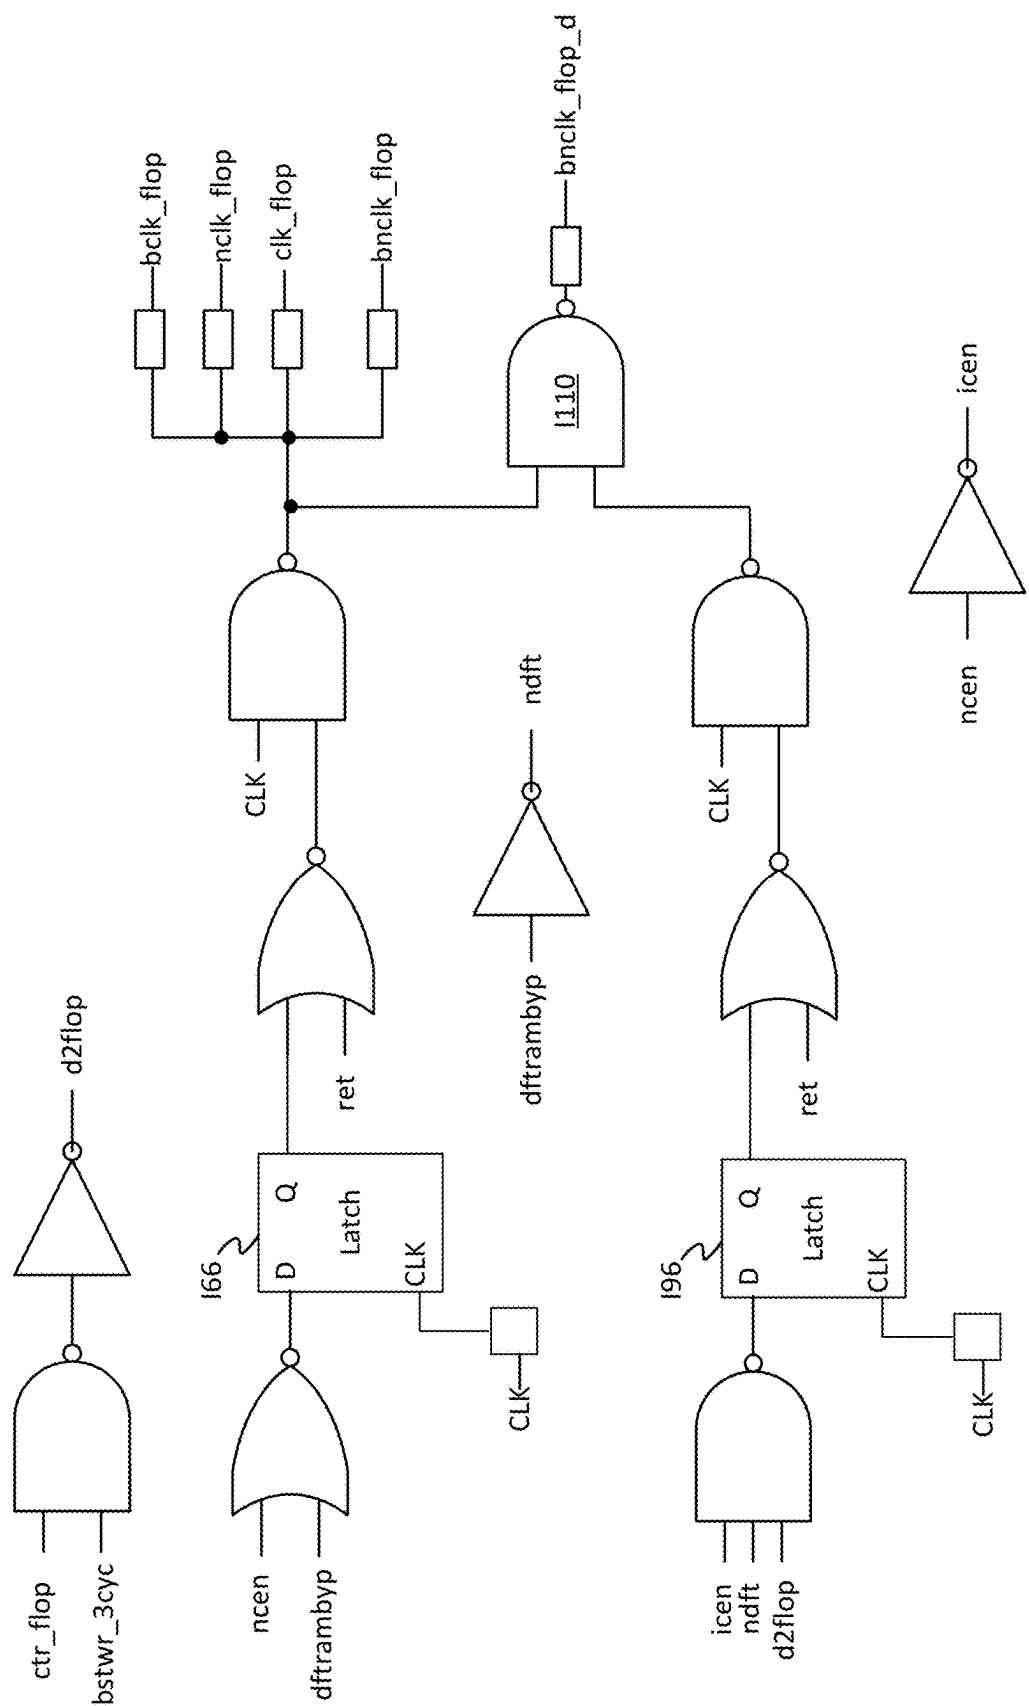 ctr_flop
bstwr_3cyc
d2flop
ncen
dftrambyp
I66
D
Q
Latch
CLK
CLK
ret
CLK
bclk_flop
nclk_flop
clk_flop
bnclk_flop
dftrambyp
ndft
I110
bnclk_flop_d
icen
ndft
d2flop
I96
D
Q
Latch
CLK
CLK
ret
CLK
ncen
icen